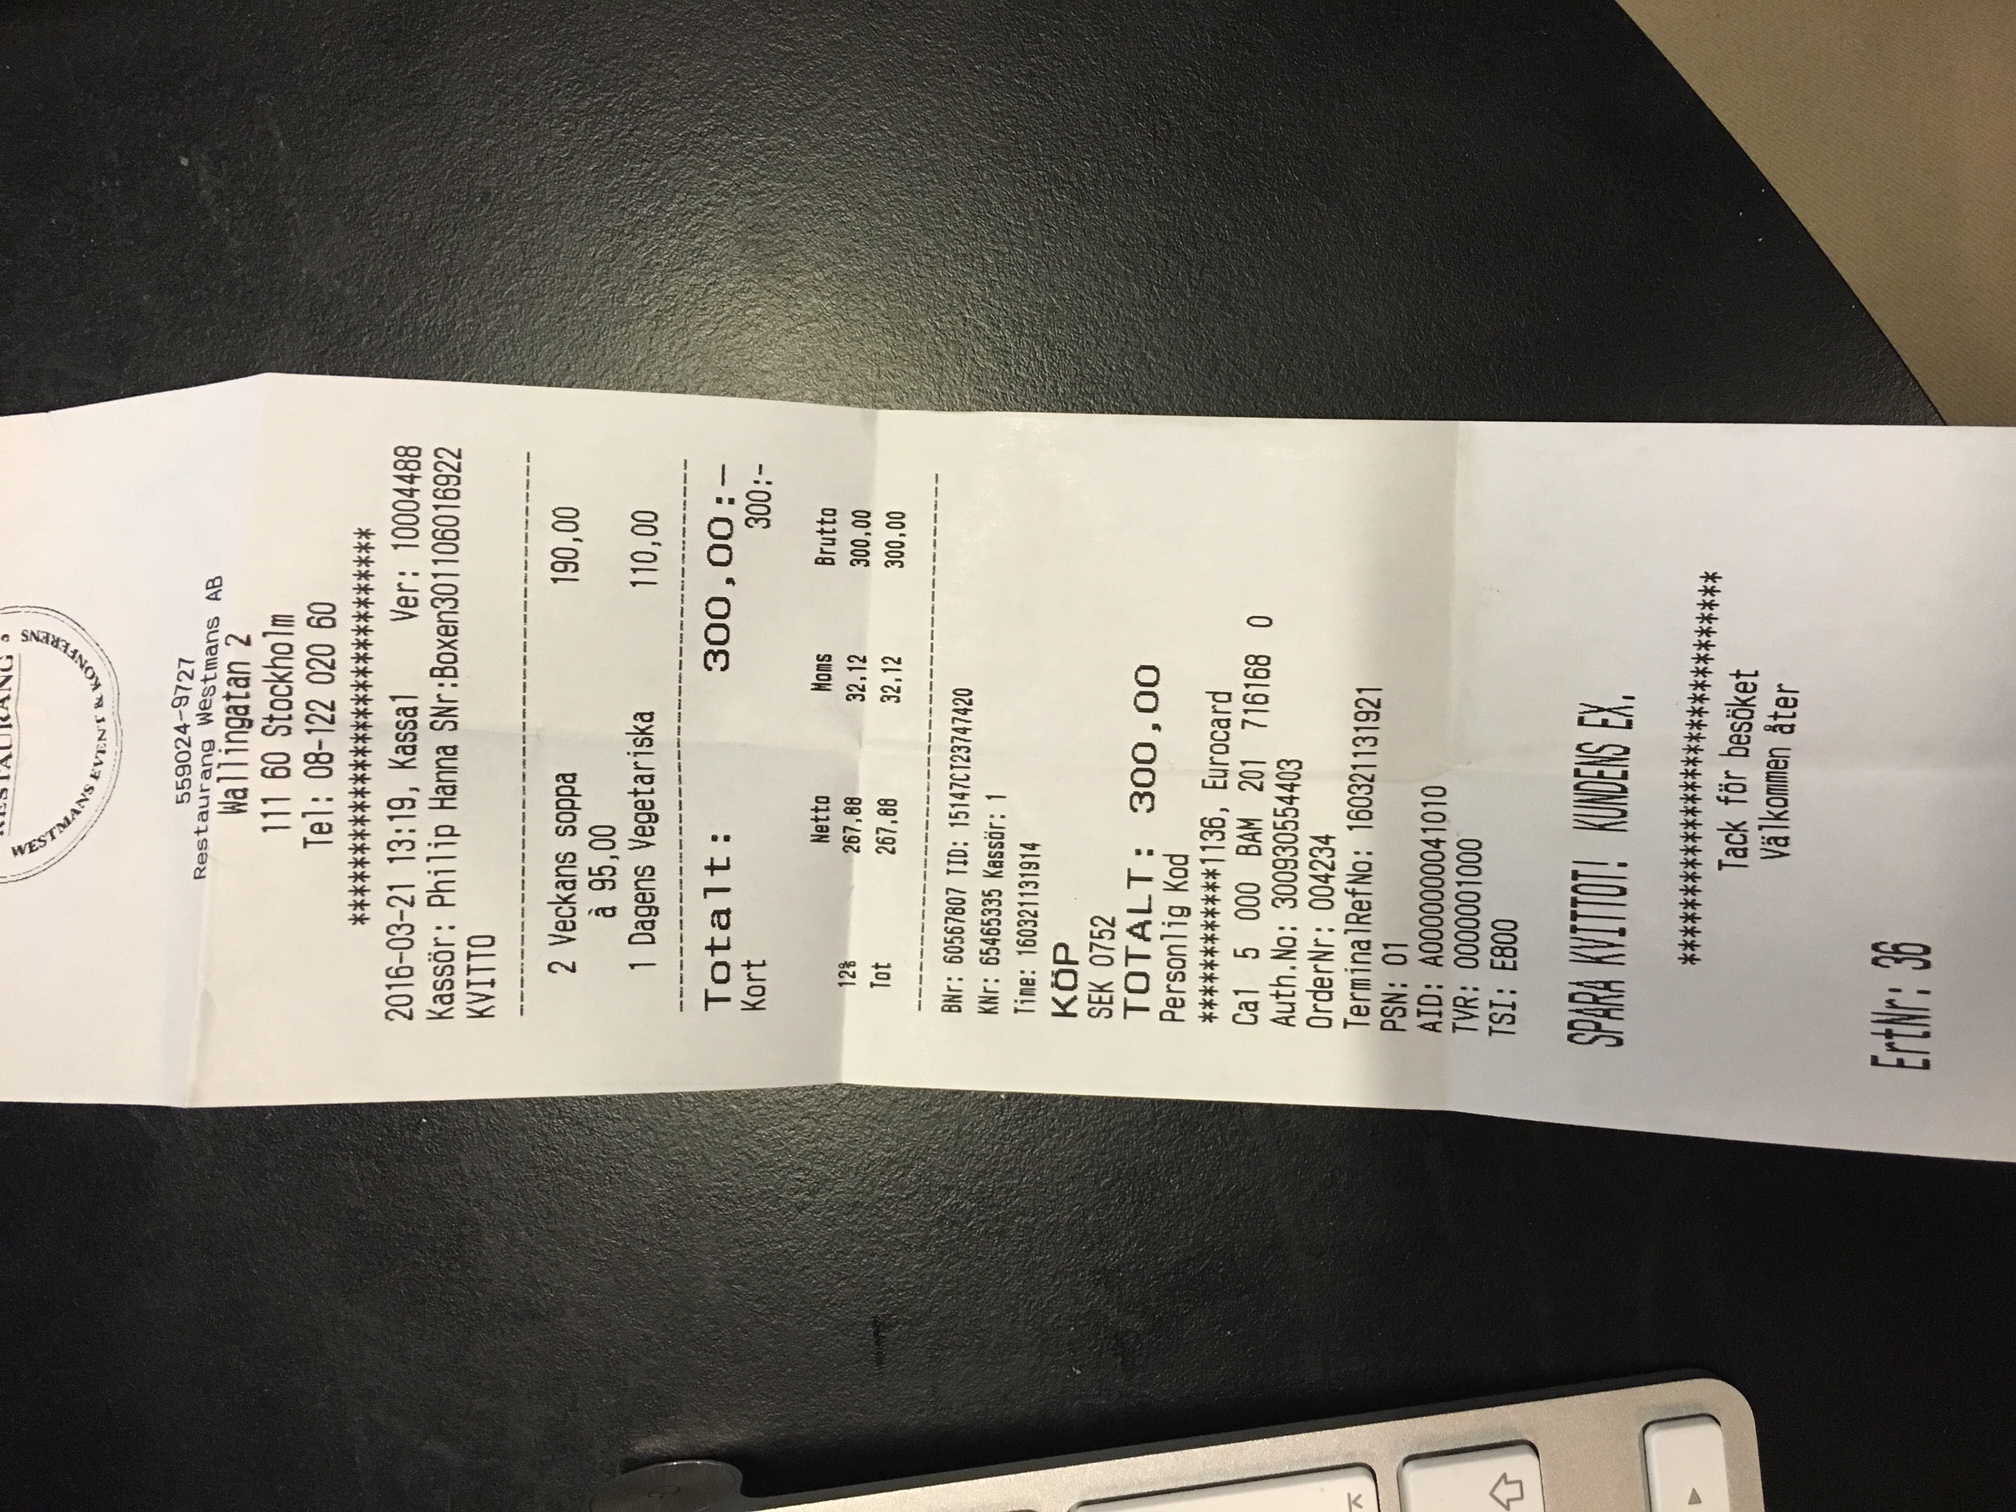 RESTAURANG
WESTMANS EVENT & KONFERENS
559024-9727
Restaurang Westmans AB
Wallingatan 2
111 60 Stockholm
Tel: 08-122 020 60
*****************************
2016-03-21 13:19, Kassa1 Ver: 10004488
Kassör: Philip Hanna SNr:Boxen301106016922
KVITTO
2 Veckans soppa 190,00
à 95,00
1 Dagens Vegetariska 110,00
Totalt: 300,00:-
Kort 300:-
Netto Moms Brutto
12% 267,88 32,12 300,00
Tot 267,88 32,12 300,00
BNr: 60567807 TID: 15147CT23747420
KNr: 65465335 Kassör: 1
Time: 160321131914
KÖP
SEK 0752
TOTALT: 300,00
Personlig Kod
************1136, Eurocard
Ca1 5 000 BAM 201 716168 0
Auth.No: 300930554403
OrderNr: 004234
TerminalRefNo: 160321131921
PSN: 01
AID: A0000000041010
TVR: 0000001000
TSI: E800
SPARA KVITTOT! KUNDENS EX.
*****************************
Tack för besöket
Välkommen åter
ErtNr: 36